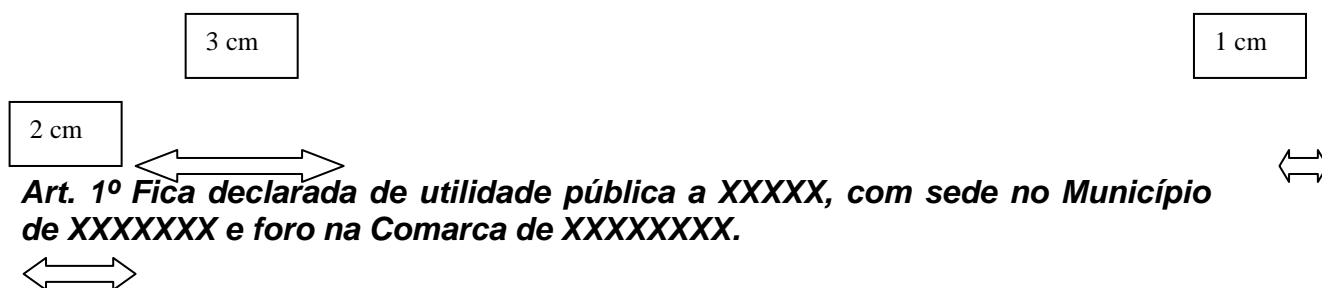 3 cm
1 cm
2 cm
Art. 1º Fica declarada de utilidade pública a XXXXX, com sede no Município
de XXXXXXX e foro na Comarca de XXXXXXXX.